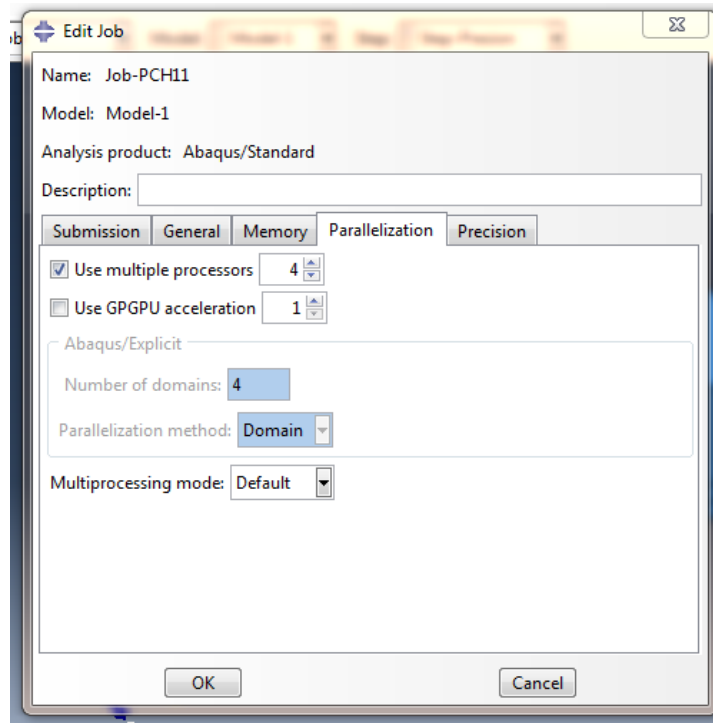 Edit Job
Name: Job-PCH11
Model: Model-1
Analysis product: Abaqus/Standard
Description:
Submission General Memory Parallelization Precision
Use multiple processors 4
Use GPGPU acceleration 1
Abaqus/Explicit
Number of domains: 4
Parallelization method: Domain
Multiprocessing mode: Default
OK Cancel